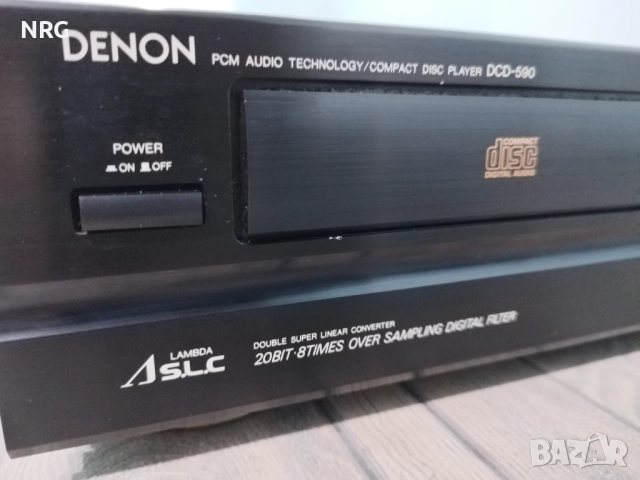 NRG
DENON PCM AUDIO TECHNOLOGY/COMPACT DISC PLAYER DCD-590
POWER
ON OFF
COMPACT
disc
DIGITAL AUDIO
LAMBDA
S.L.C
DOUBLE SUPER LINEAR CONVERTER
20BIT·8TIMES OVER SAMPLING DIGITAL FILTER
BAZAR